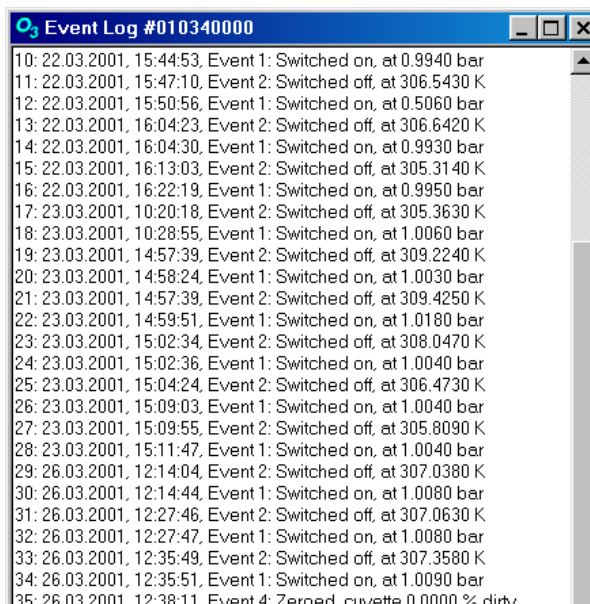 O3 Event Log #010340000
10: 22.03.2001, 15:44:53, Event 1: Switched on, at 0.9940 bar
11: 22.03.2001, 15:47:10, Event 2: Switched off, at 306.5430 K
12: 22.03.2001, 15:50:56, Event 1: Switched on, at 0.5060 bar
13: 22.03.2001, 16:04:23, Event 2: Switched off, at 306.6420 K
14: 22.03.2001, 16:04:30, Event 1: Switched on, at 0.9930 bar
15: 22.03.2001, 16:13:03, Event 2: Switched off, at 305.3140 K
16: 22.03.2001, 16:22:19, Event 1: Switched on, at 0.9950 bar
17: 23.03.2001, 10:20:18, Event 2: Switched off, at 305.3630 K
18: 23.03.2001, 10:28:55, Event 1: Switched on, at 1.0060 bar
19: 23.03.2001, 14:57:39, Event 2: Switched off, at 309.2240 K
20: 23.03.2001, 14:58:24, Event 1: Switched on, at 1.0030 bar
21: 23.03.2001, 14:57:39, Event 2: Switched off, at 309.4250 K
22: 23.03.2001, 14:59:51, Event 1: Switched on, at 1.0180 bar
23: 23.03.2001, 15:02:34, Event 2: Switched off, at 308.0470 K
24: 23.03.2001, 15:02:36, Event 1: Switched on, at 1.0040 bar
25: 23.03.2001, 15:04:24, Event 2: Switched off, at 306.4730 K
26: 23.03.2001, 15:09:03, Event 1: Switched on, at 1.0040 bar
27: 23.03.2001, 15:09:55, Event 2: Switched off, at 305.8090 K
28: 23.03.2001, 15:11:47, Event 1: Switched on, at 1.0040 bar
29: 26.03.2001, 12:14:04, Event 2: Switched off, at 307.0380 K
30: 26.03.2001, 12:14:44, Event 1: Switched on, at 1.0080 bar
31: 26.03.2001, 12:27:46, Event 2: Switched off, at 307.0630 K
32: 26.03.2001, 12:27:47, Event 1: Switched on, at 1.0080 bar
33: 26.03.2001, 12:35:49, Event 2: Switched off, at 307.3580 K
34: 26.03.2001, 12:35:51, Event 1: Switched on, at 1.0090 bar
35: 26.03.2001, 12:38:11, Event 4: Zeroed, cuvette 0.0000 % dirty